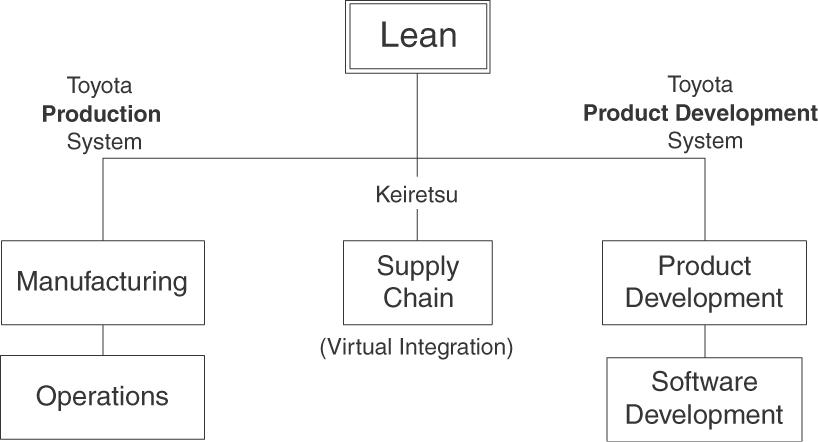 Lean
Toyota
Production
System
Toyota
Product Development
System
Keiretsu
Manufacturing
Supply
Chain
Product
Development
(Virtual Integration)
Operations
Software
Development